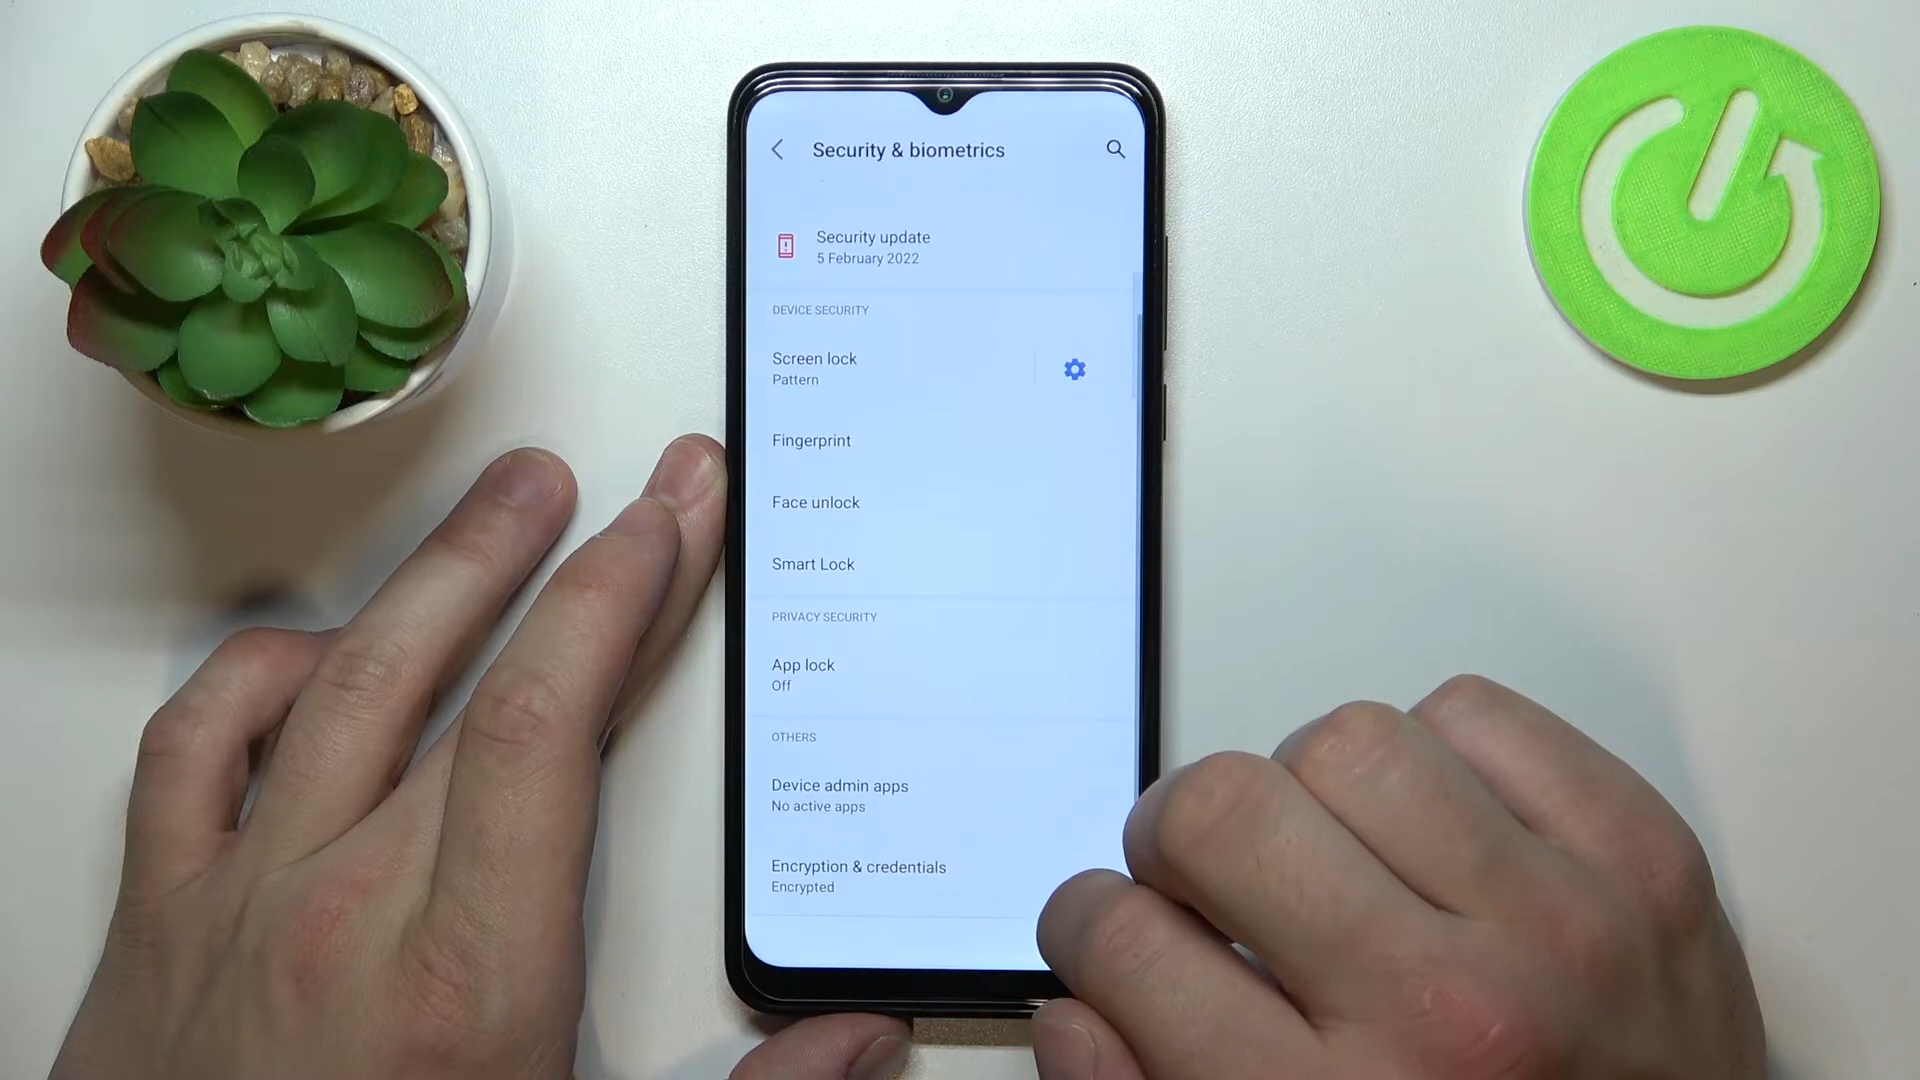 Security & biometrics
Security update
5 February 2022
DEVICE SECURITY
Screen lock
Pattern
Fingerprint
Face unlock
Smart Lock
PRIVACY SECURITY
App lock
Off
OTHERS
Device admin apps
No active apps
Encryption & credentials
Encrypted